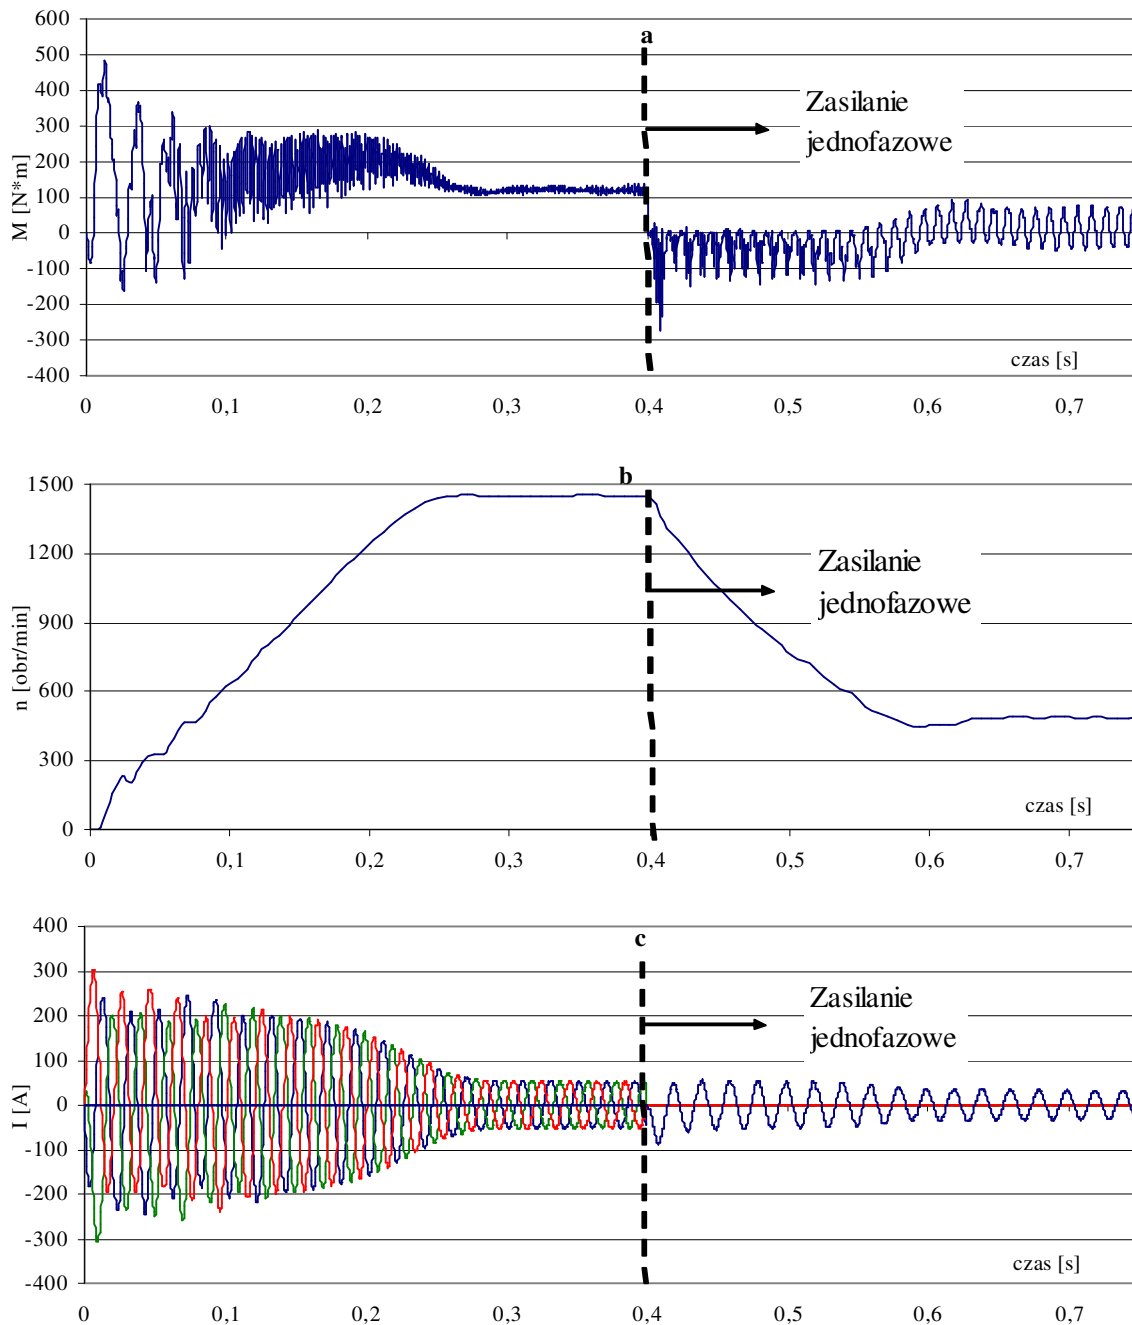 600
500
400
300
200
100
0
-100
-200
-300
-400
M [N*m]
a
Zasilanie
jednofazowe
czas [s]
0 0,1 0,2 0,3 0,4 0,5 0,6 0,7
1500
1200
900
600
300
0
n [obr/min]
b
Zasilanie
jednofazowe
czas [s]
0 0,1 0,2 0,3 0,4 0,5 0,6 0,7
400
300
200
100
0
-100
-200
-300
-400
I [A]
c
Zasilanie
jednofazowe
czas [s]
0 0,1 0,2 0,3 0,4 0,5 0,6 0,7